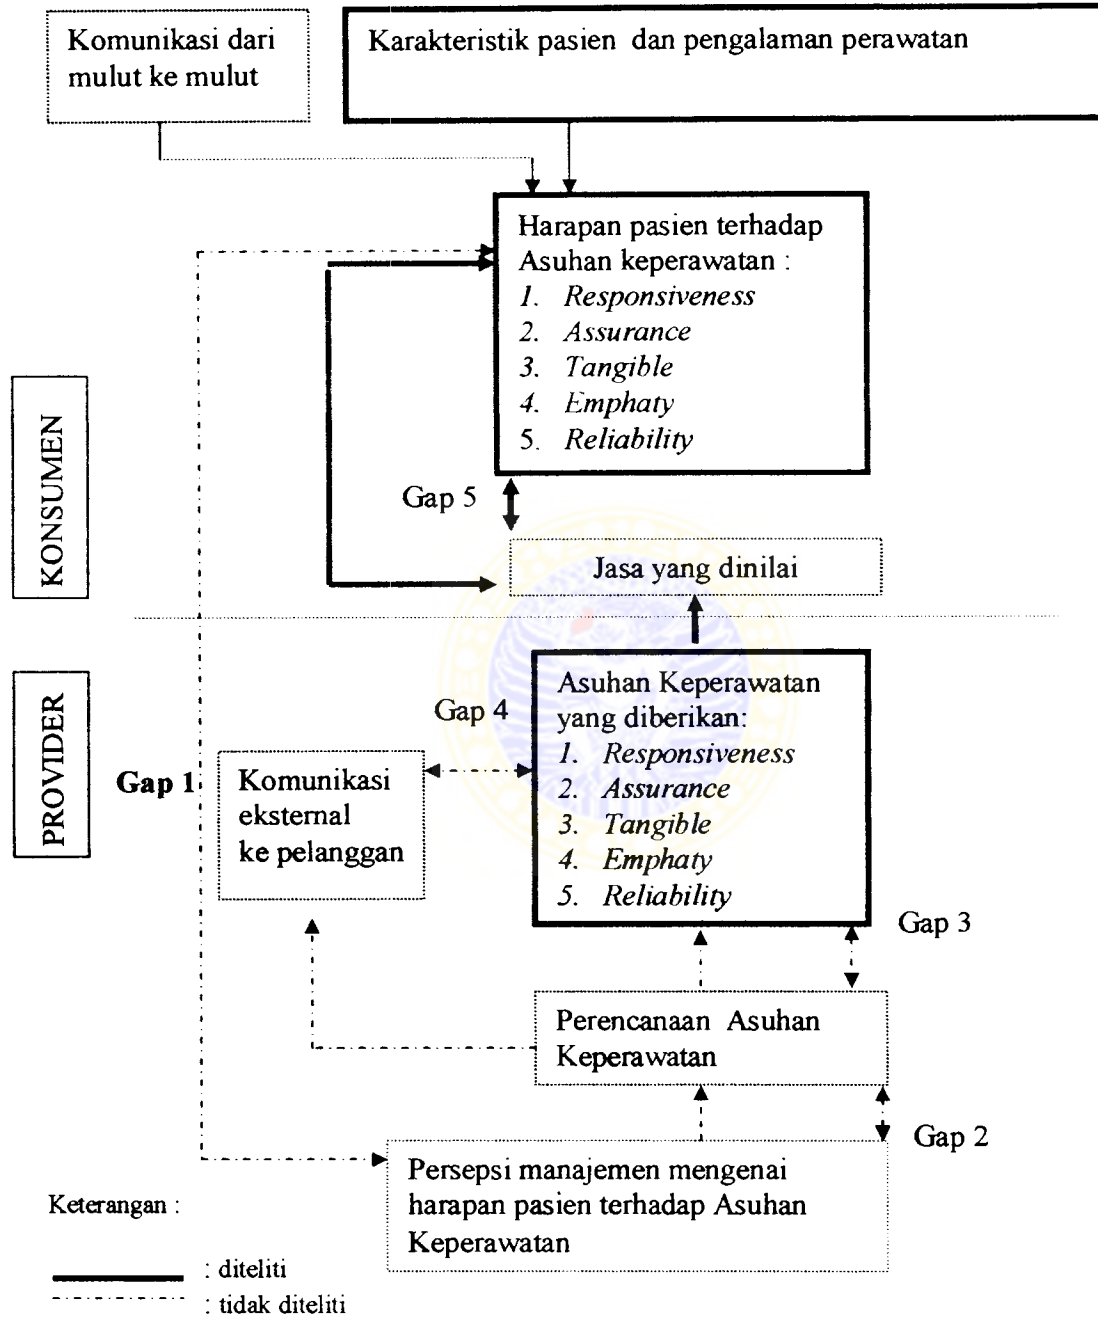 Komunikasi dari
mulut ke mulut
Karakteristik pasien dan pengalaman perawatan
Harapan pasien terhadap
Asuhan keperawatan :
1. Responsiveness
2. Assurance
3. Tangible
4. Emphaty
5. Reliability
KONSUMEN
Gap 5
Jasa yang dinilai
PROVIDER
Gap 1
Gap 4
Asuhan Keperawatan
yang diberikan:
1. Responsiveness
2. Assurance
3. Tangible
4. Emphaty
5. Reliability
Komunikasi
eksternal
ke pelanggan
Gap 3
Perencanaan Asuhan
Keperawatan
Gap 2
Persepsi manajemen mengenai
harapan pasien terhadap Asuhan
Keperawatan
Keterangan :
: diteliti
: tidak diteliti